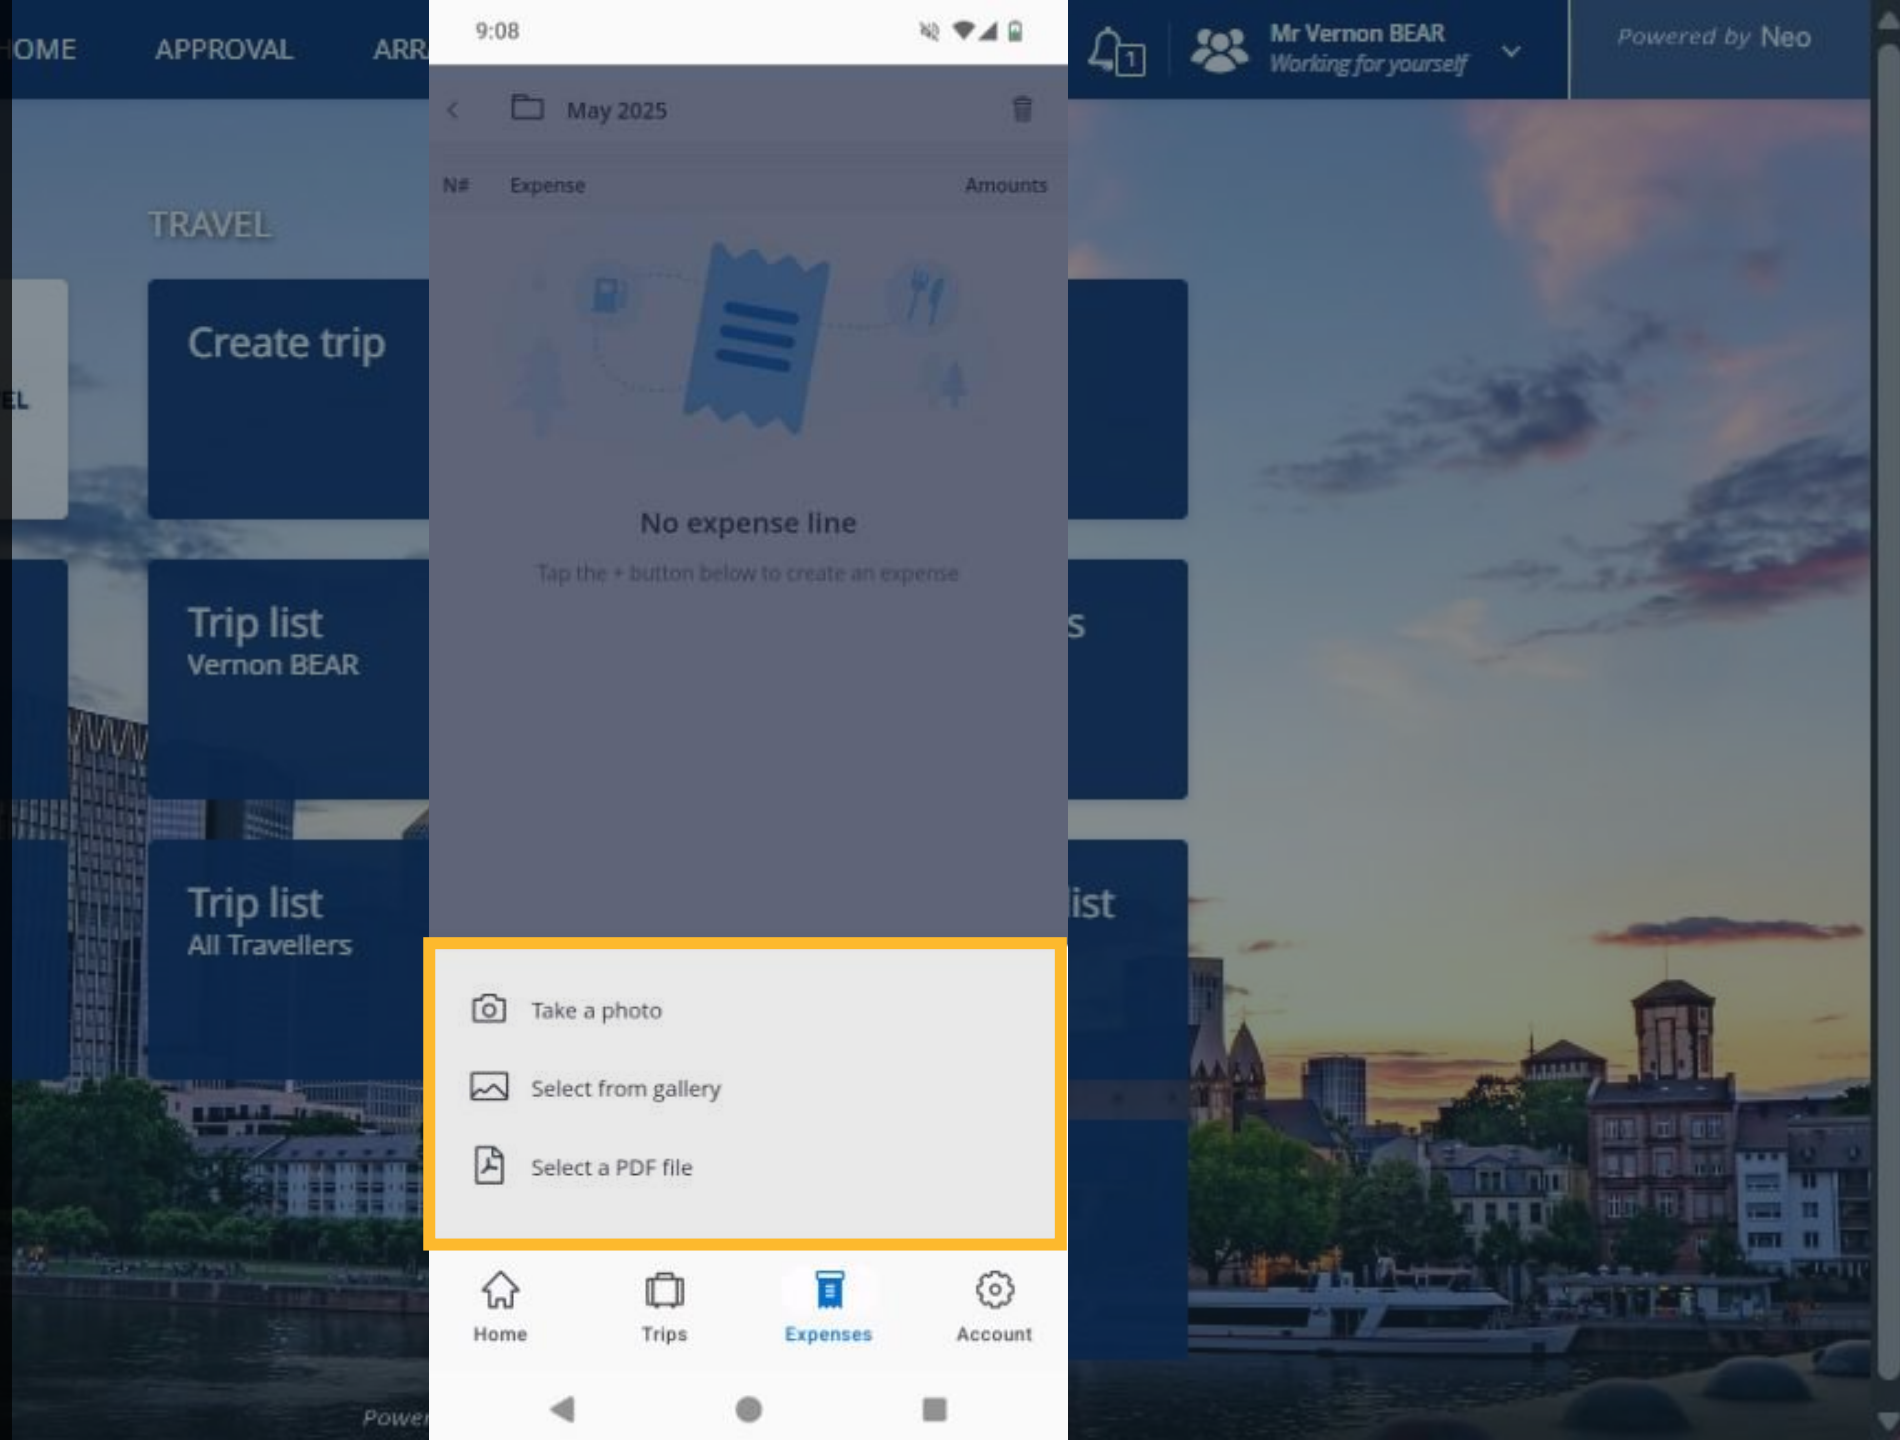 OME
APPROVAL
ARR
1
Mr Vernon BEAR
Working for yourself
Powered by Neo
TRAVEL
EL
Create trip
Trip list
Vernon BEAR
Trip list
All Travellers
s
ist
Power
9:08
May 2025
N#
Expense
Amounts
No expense line
Tap the + button below to create an expense
Take a photo
Select from gallery
Select a PDF file
Home
Trips
Expenses
Account